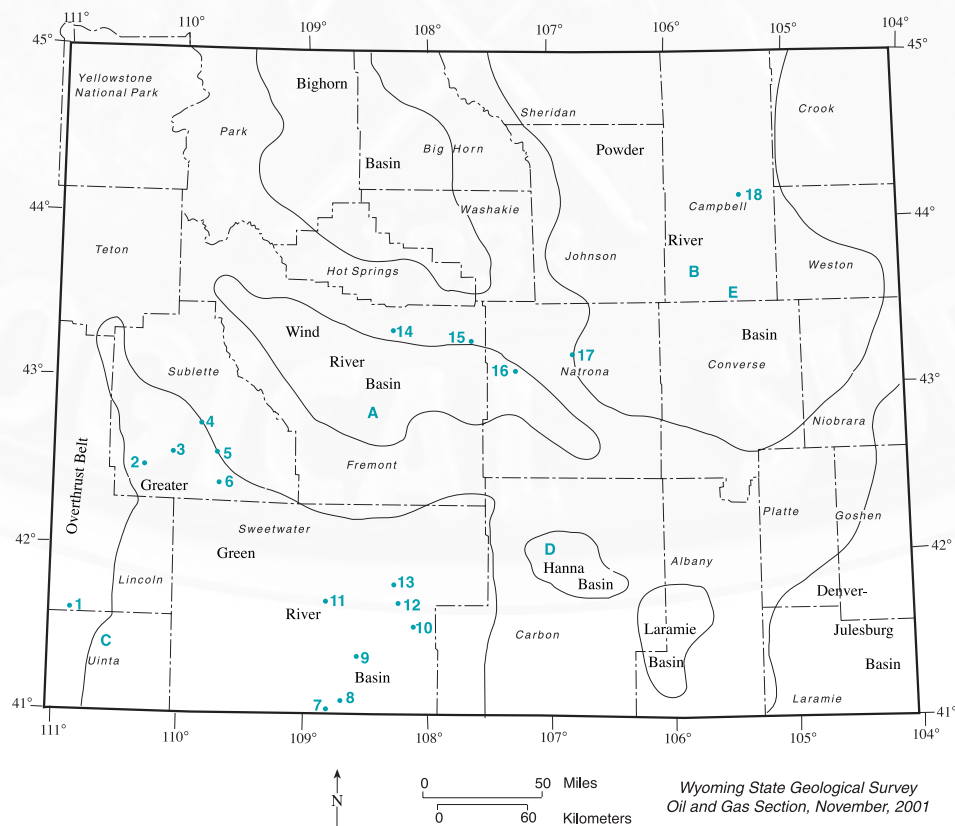 111° 110° 109° 108° 107° 106° 105° 104°
45° 45°
Yellowstone
National Park
Bighorn
Sheridan
Crook
Park
Big Horn
Powder
Basin
18
Campbell
44° 44°
Washakie
Teton
River
Johnson
Weston
Hot Springs
B
E
Wind
14
15
Basin
River
17
43° 43°
Sublette
16
Natrona
Converse
Basin
A
4
Niobrara
Overthrust Belt
2
3
5
Fremont
6
Greater
Platte
Goshen
Sweetwater
42° 42°
Green
D
Hanna
Basin
Albany
Lincoln
13
Denver-
1
11
12
River
10
Laramie
Julesburg
C
Carbon
Uinta
9
Basin
Basin
Basin
7
8
Laramie
41° 41°
111° 110° 109° 108° 107° 106° 105° 104°
0 50 Miles
N
0 60 Kilometers
Wyoming State Geological Survey
Oil and Gas Section, November, 2001